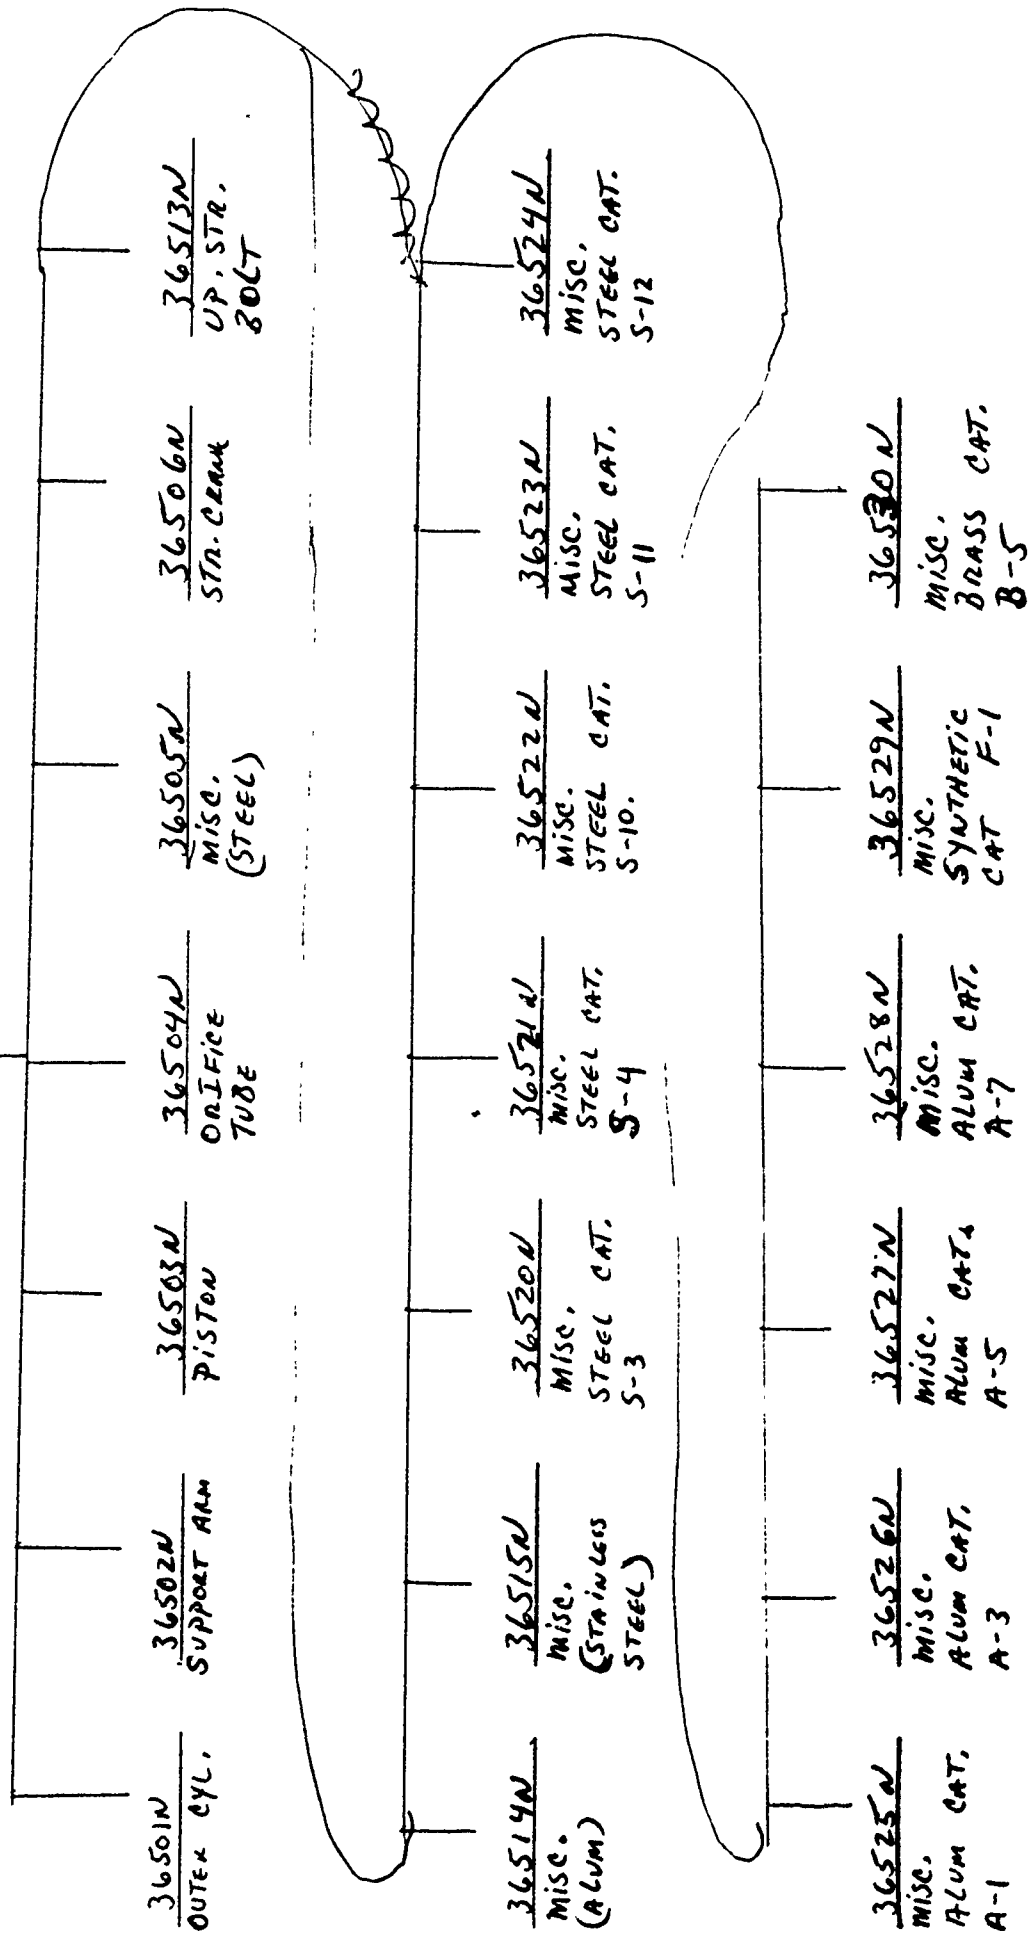 36501N
OUTER CYL.
36502N
SUPPORT ARM
36503N
PISTON
36504N
ORIFICE
TUBE
36505N
MISC.
(STEEL)
36506N
STR. CRANK
36513N
UP. STR.
BOLT
36514N
MISC.
(ALUM)
36515N
MISC.
(STAINLESS
STEEL)
36520N
MISC.
STEEL CAT.
S-3
36521N
MISC.
STEEL CAT.
S-4
36522N
MISC.
STEEL CAT.
S-10.
36523N
MISC.
STEEL CAT.
S-11
36524N
MISC.
STEEL CAT.
S-12
36525N
MISC.
ALUM CAT.
A-1
36526N
MISC.
ALUM CAT.
A-3
36527N
MISC.
ALUM CAT.
A-5
36528N
MISC.
ALUM CAT.
A-7
36529N
MISC.
SYNTHETIC
CAT F-1
36530N
MISC.
BRASS CAT.
B-5